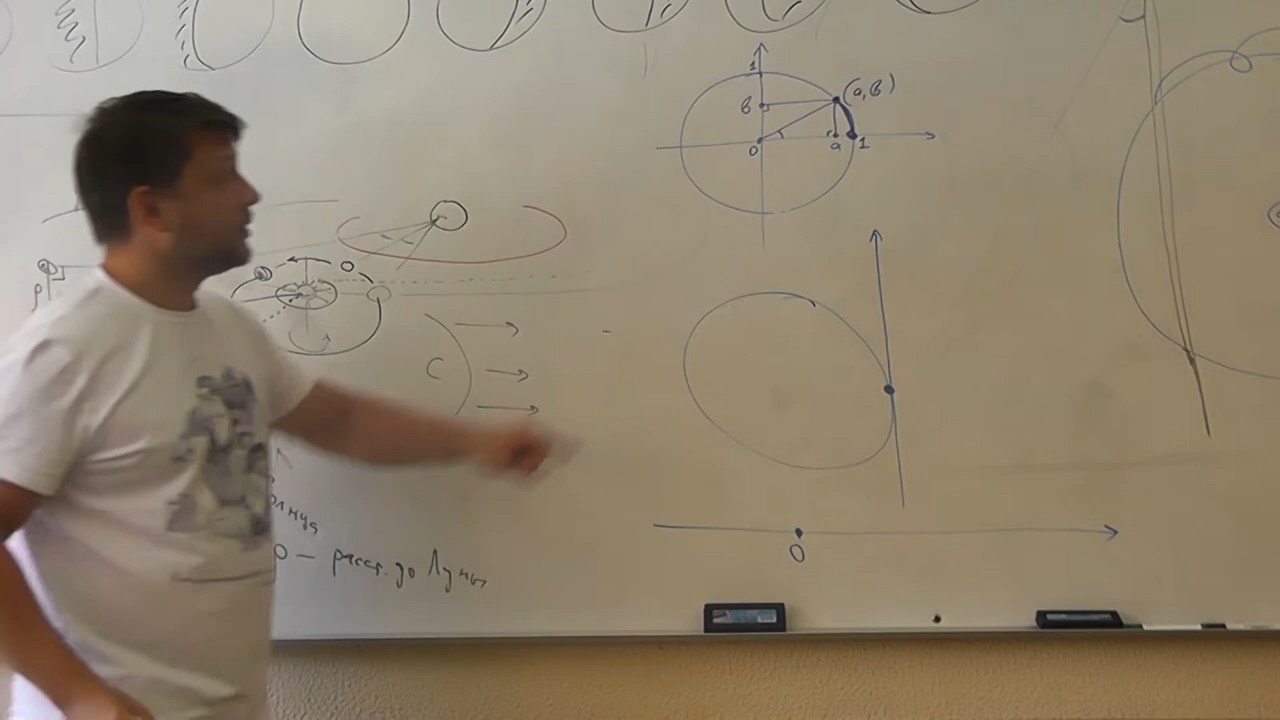 1
в
(a,в)
0
a
1
ρ
C
0
олнца
D — расст. до Луны